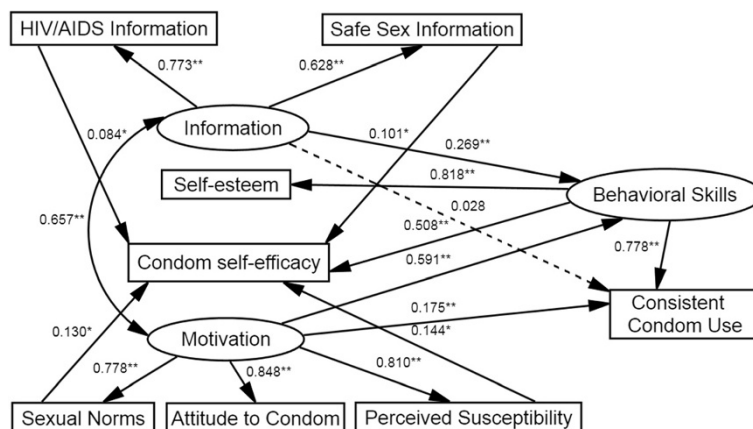 HIV/AIDS Information
Safe Sex Information
0.773**
0.628**
0.084*
Information
0.101*
0.269**
Self-esteem
0.818**
Behavioral Skills
0.028
0.657**
0.508**
Condom self-efficacy
0.591**
0.778**
0.175**
Consistent
Condom Use
0.130*
Motivation
0.144*
0.778**
0.848**
0.810**
Sexual Norms
Attitude to Condom
Perceived Susceptibility